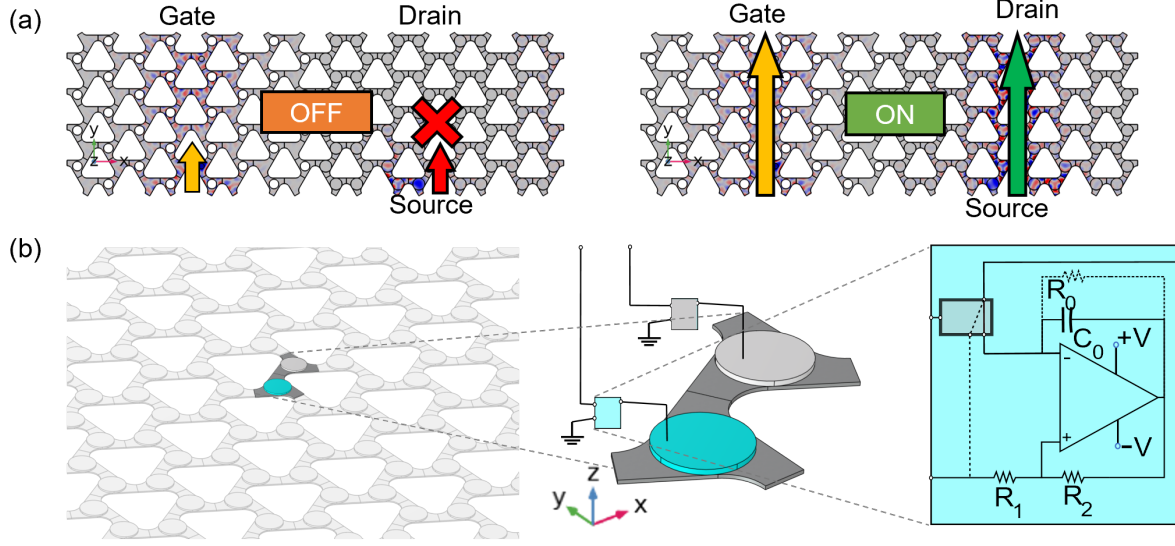 (a)
Gate
Drain
OFF
y
z
x
Source
Gate
Drain
ON
y
z
x
Source
(b)
z
y
x
R0
C0
+V
-
+
-V
R1
R2